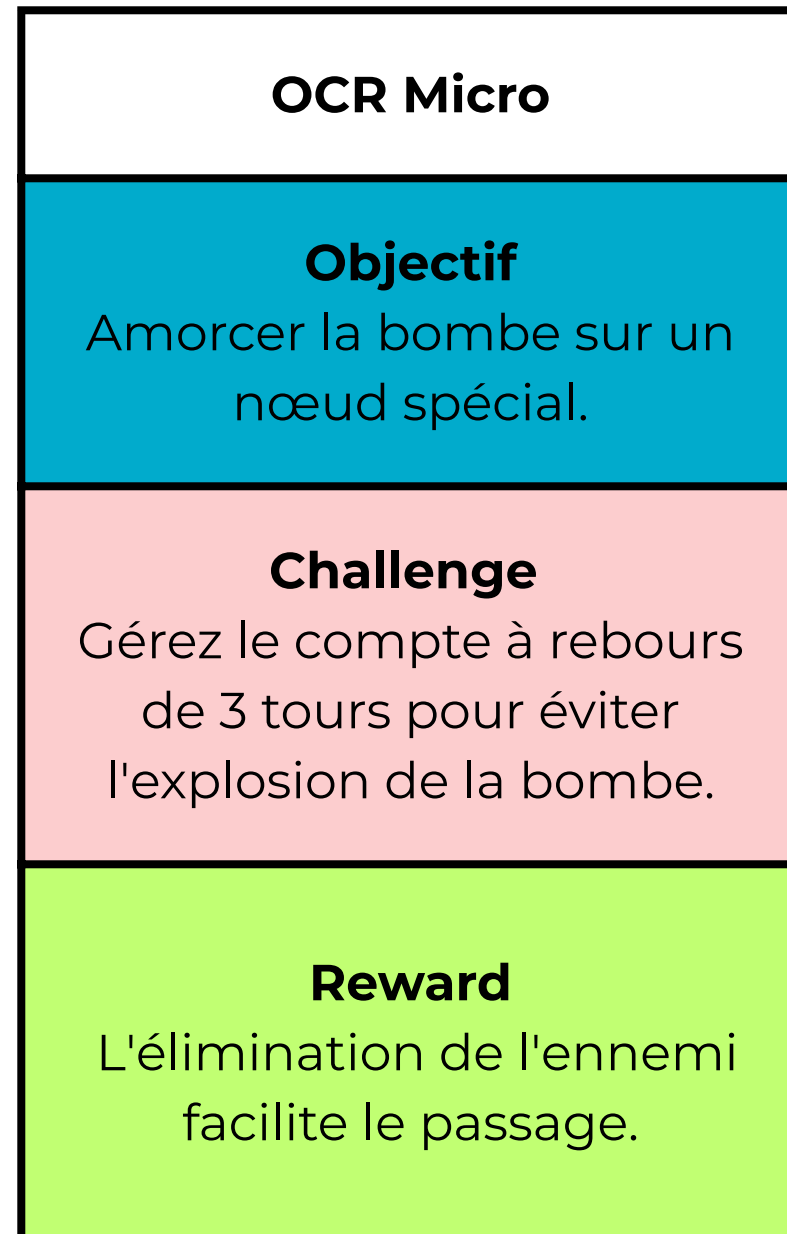 OCR Micro
Objectif
Amorcer la bombe sur un
nœud spécial.
Challenge
Gérez le compte à rebours
de 3 tours pour éviter
l'explosion de la bombe.
Reward
L'élimination de l'ennemi
facilite le passage.